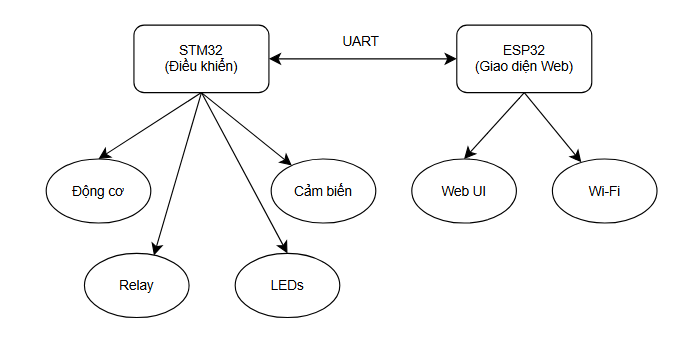 STM32
(Điều khiển)
UART
ESP32
(Giao diện Web)
Động cơ
Cảm biến
Web UI
Wi-Fi
Relay
LEDs